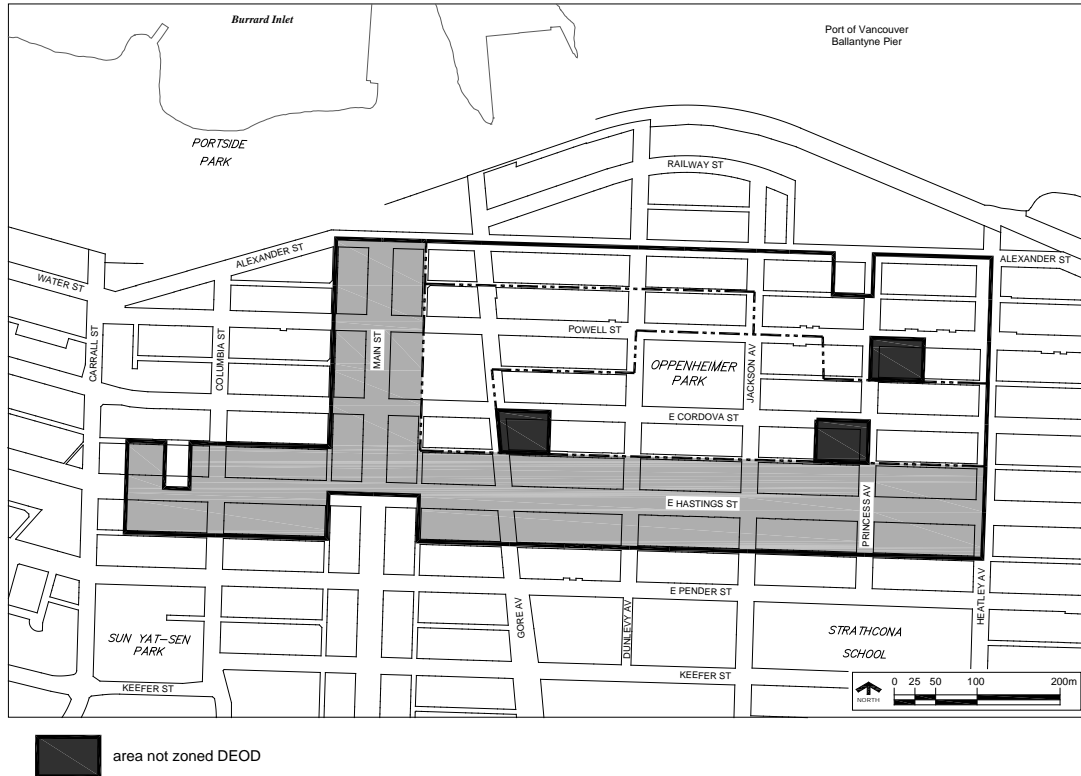 Burrard Inlet
Port of Vancouver
Ballantyne Pier
PORTSIDE
PARK
RAILWAY ST
ALEXANDER ST
ALEXANDER ST
WATER ST
CARRALL ST
COLUMBIA ST
MAIN ST
POWELL ST
OPPENHEIMER
PARK
JACKSON AV
E CORDOVA ST
E HASTINGS ST
PRINCESS AV
E PENDER ST
GORE AV
DUNLEVY AV
HEATLEY AV
SUN YAT-SEN
PARK
STRATHCONA
SCHOOL
KEEFER ST
KEEFER ST
NORTH
0 25 50 100 200m
area not zoned DEOD